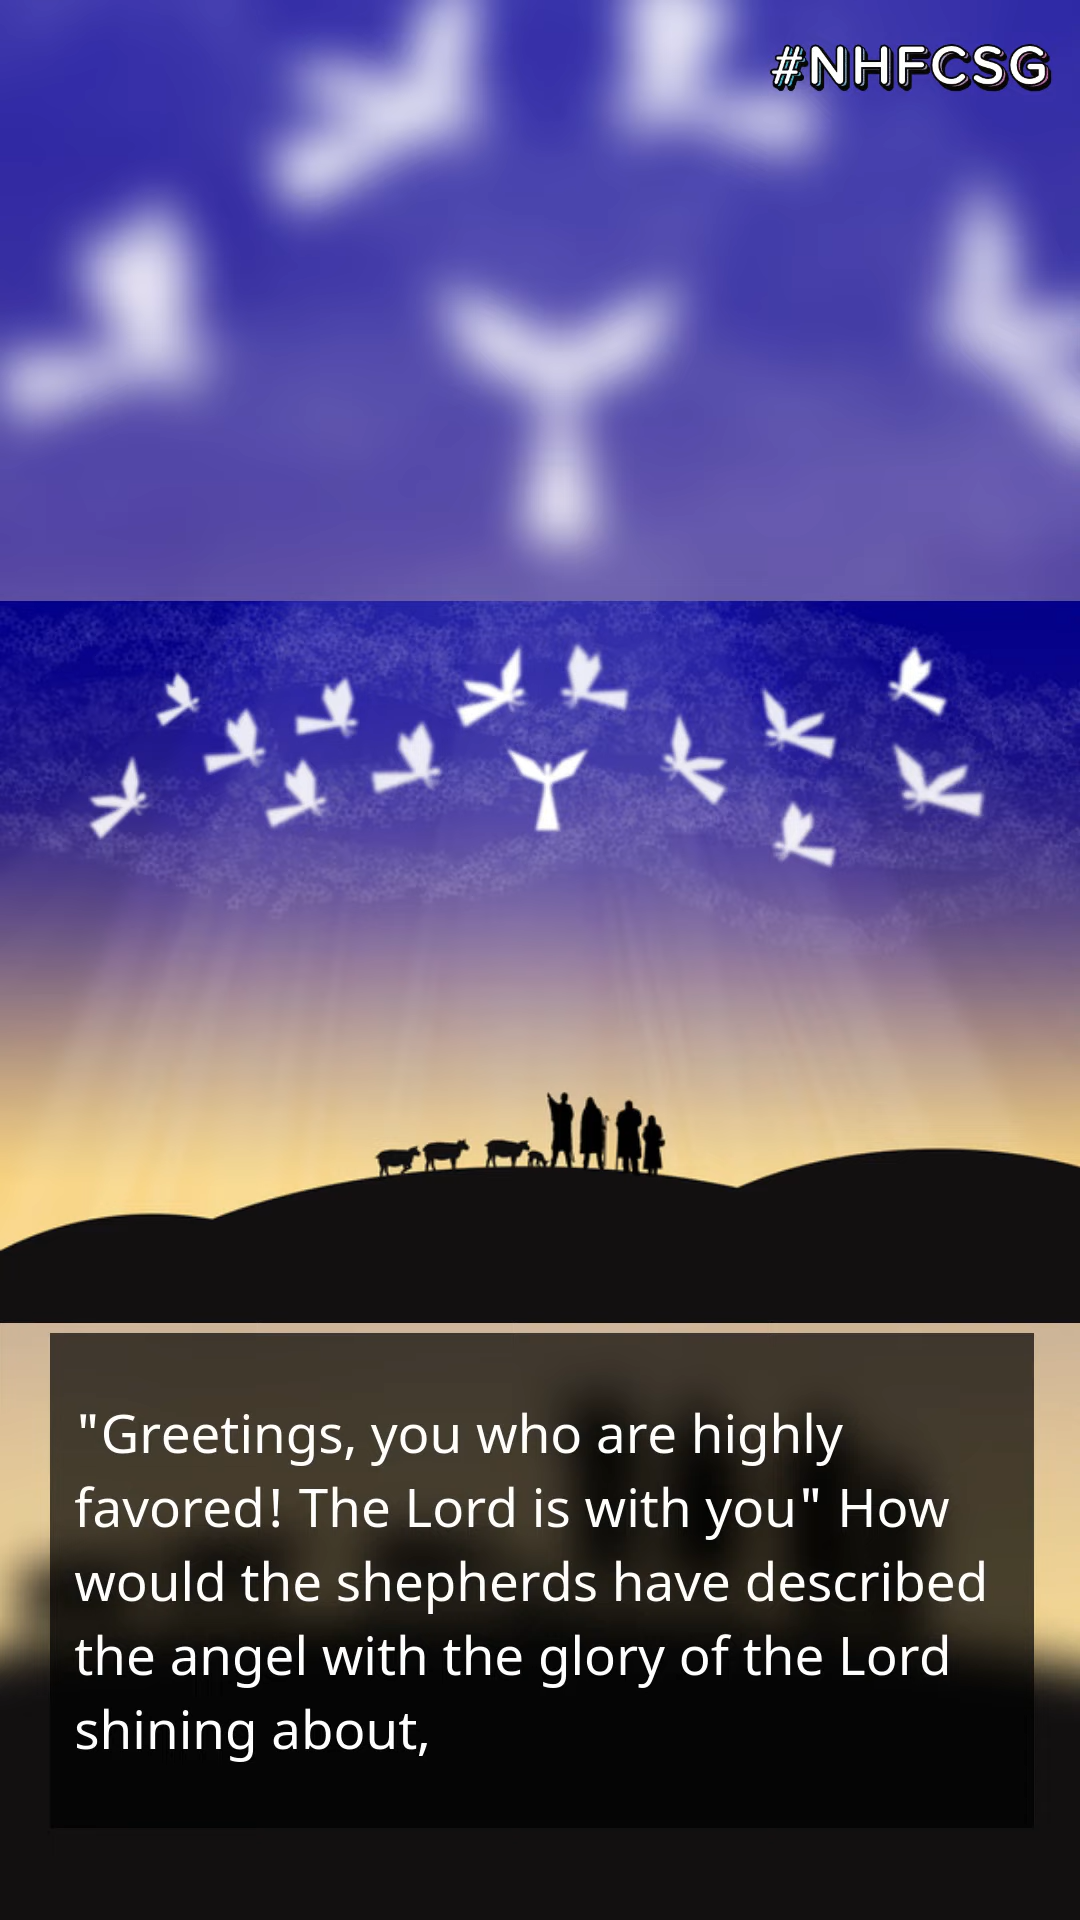 #NHFCSG
"Greetings, you who are highly
favored! The Lord is with you" How
would the shepherds have described
the angel with the glory of the Lord
shining about,